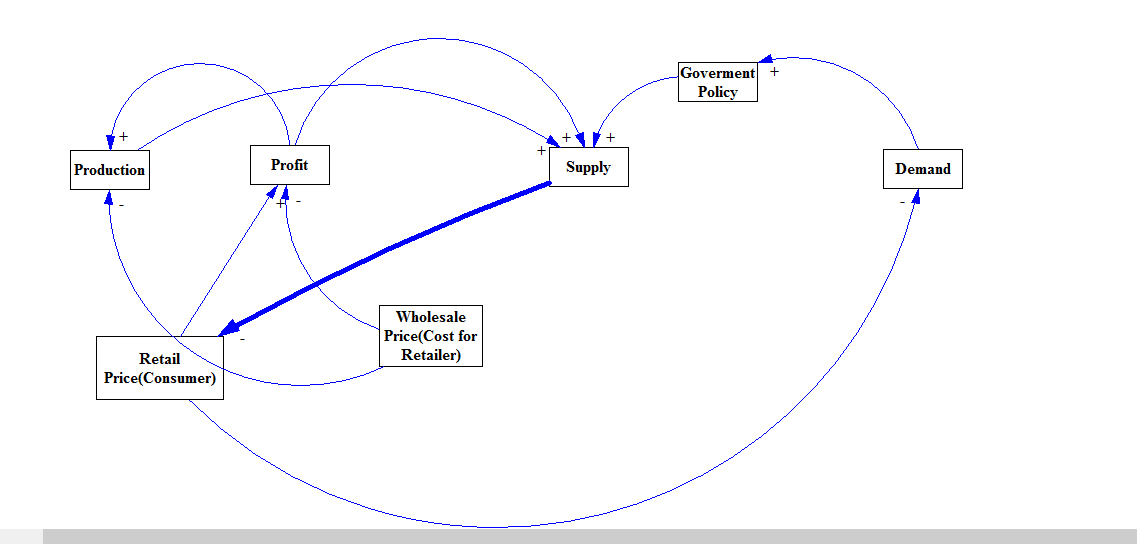 Goverment
Policy
+
+
Production
Profit
+
+
+
Supply
Demand
-
+
-
-
Wholesale
Price(Cost for
Retailer)
-
Retail
Price(Consumer)